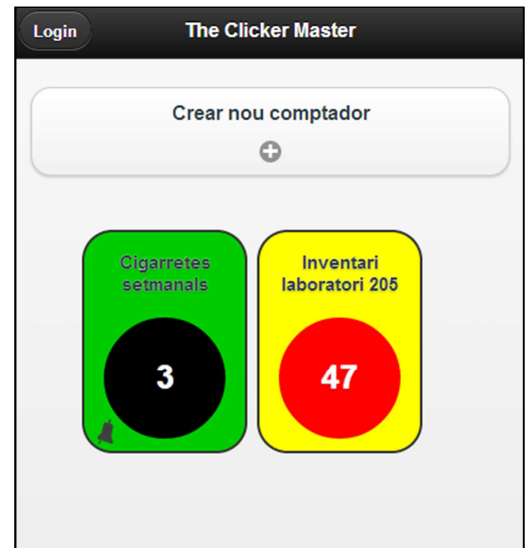 Login
The Clicker Master
Crear nou comptador
Cigarretes
setmanals
3
Inventari
laboratori 205
47